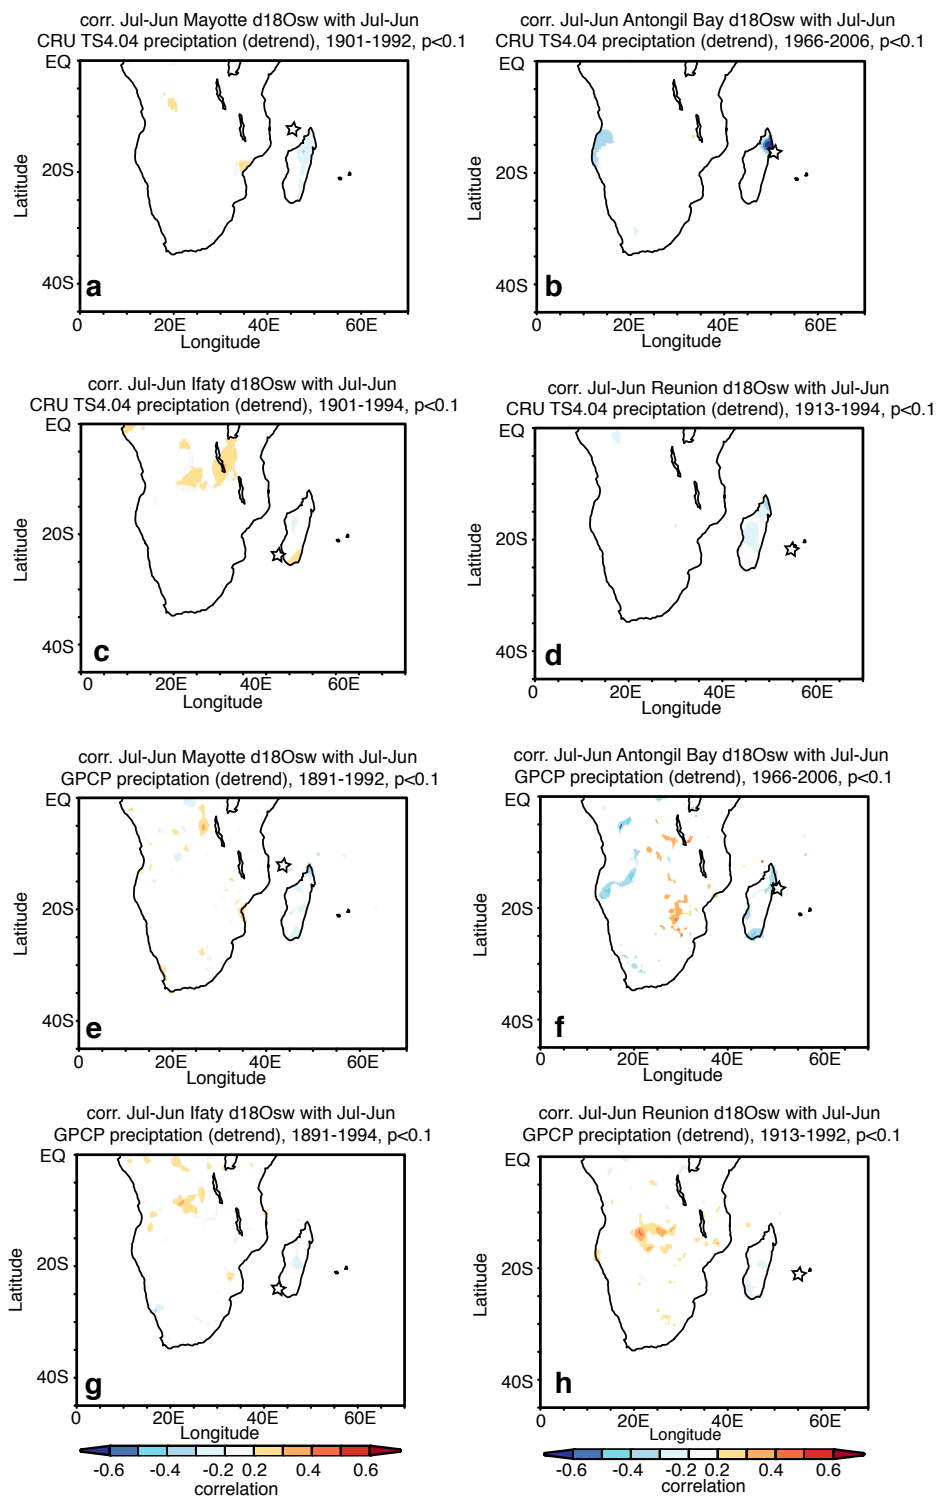 corr. Jul-Jun Mayotte d18Osw with Jul-Jun
CRU TS4.04 precipitation (detrend), 1901-1992, p<0.1
EQ
20S
40S
Latitude
a
0 20E 40E 60E
Longitude
corr. Jul-Jun Antongil Bay d18Osw with Jul-Jun
CRU TS4.04 precipitation (detrend), 1966-2006, p<0.1
EQ
20S
40S
Latitude
b
0 20E 40E 60E
Longitude
corr. Jul-Jun Ifaty d18Osw with Jul-Jun
CRU TS4.04 preciptation (detrend), 1901-1994, p<0.1
EQ
20S
40S
Latitude
c
0 20E 40E 60E
Longitude
corr. Jul-Jun Reunion d18Osw with Jul-Jun
CRU TS4.04 preciptation (detrend), 1913-1994, p<0.1
EQ
20S
40S
Latitude
d
20E 40E 60E
Longitude
corr. Jul-Jun Mayotte d18Osw with Jul-Jun
GPCP preciptation (detrend), 1891-1992, p<0.1
EQ
20S
40S
Latitude
e
0 20E 40E 60E
Longitude
corr. Jul-Jun Antongil Bay d18Osw with Jul-Jun
GPCP preciptation (detrend), 1966-2006, p<0.1
EQ
20S
40S
Latitude
f
0 20E 40E 60E
Longitude
corr. Jul-Jun Ifaty d18Osw with Jul-Jun
GPCP preciptation (detrend), 1891-1994, p<0.1
EQ
20S
40S
Latitude
g
0 20E 40E 60E
Longitude
-0.6 -0.4 -0.2 0.2 0.4 0.6
correlation
corr. Jul-Jun Reunion d18Osw with Jul-Jun
GPCP preciptation (detrend), 1913-1992, p<0.1
EQ
20S
40S
Latitude
h
0 20E 40E 60E
Longitude
-0.6 -0.4 -0.2 0.2 0.4 0.6
correlation